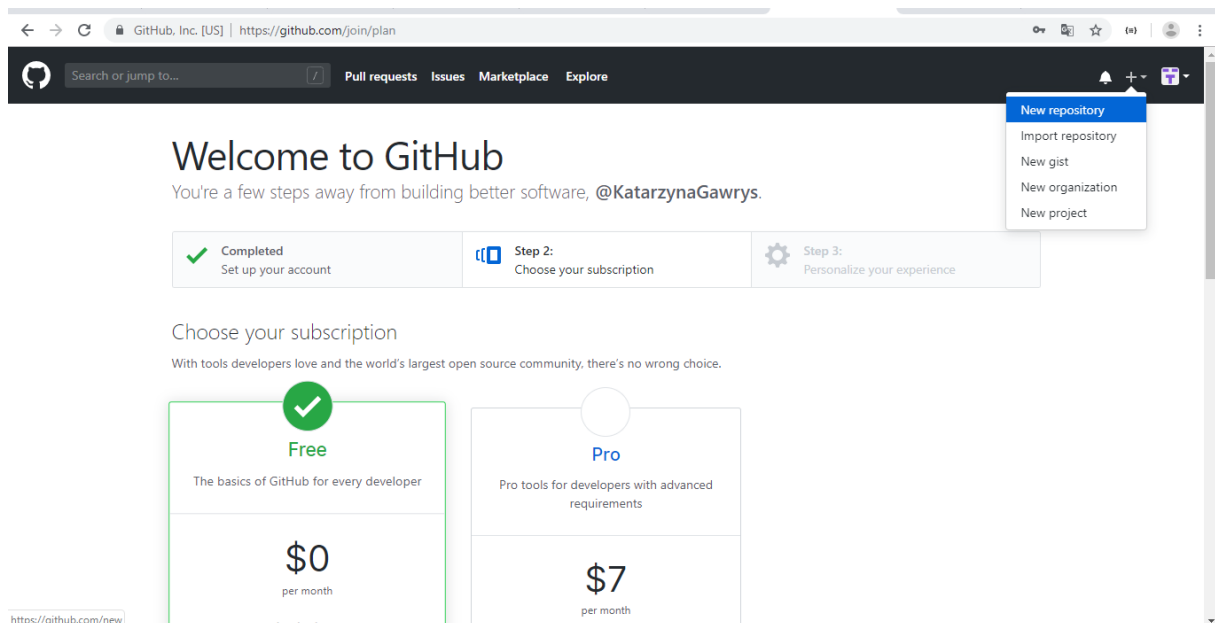 GitHub, Inc. [US] | https://github.com/join/plan
Search or jump to... /
Pull requests Issues Marketplace Explore
New repository
Import repository
New gist
New organization
New project
Welcome to GitHub
You're a few steps away from building better software, @KatarzynaGawrys.
Completed
Set up your account
Step 2:
Choose your subscription
Step 3:
Personalize your experience
Choose your subscription
With tools developers love and the world's largest open source community, there's no wrong choice.
Free
The basics of GitHub for every developer
$0
per month
Pro
Pro tools for developers with advanced
requirements
$7
per month
https://github.com/new